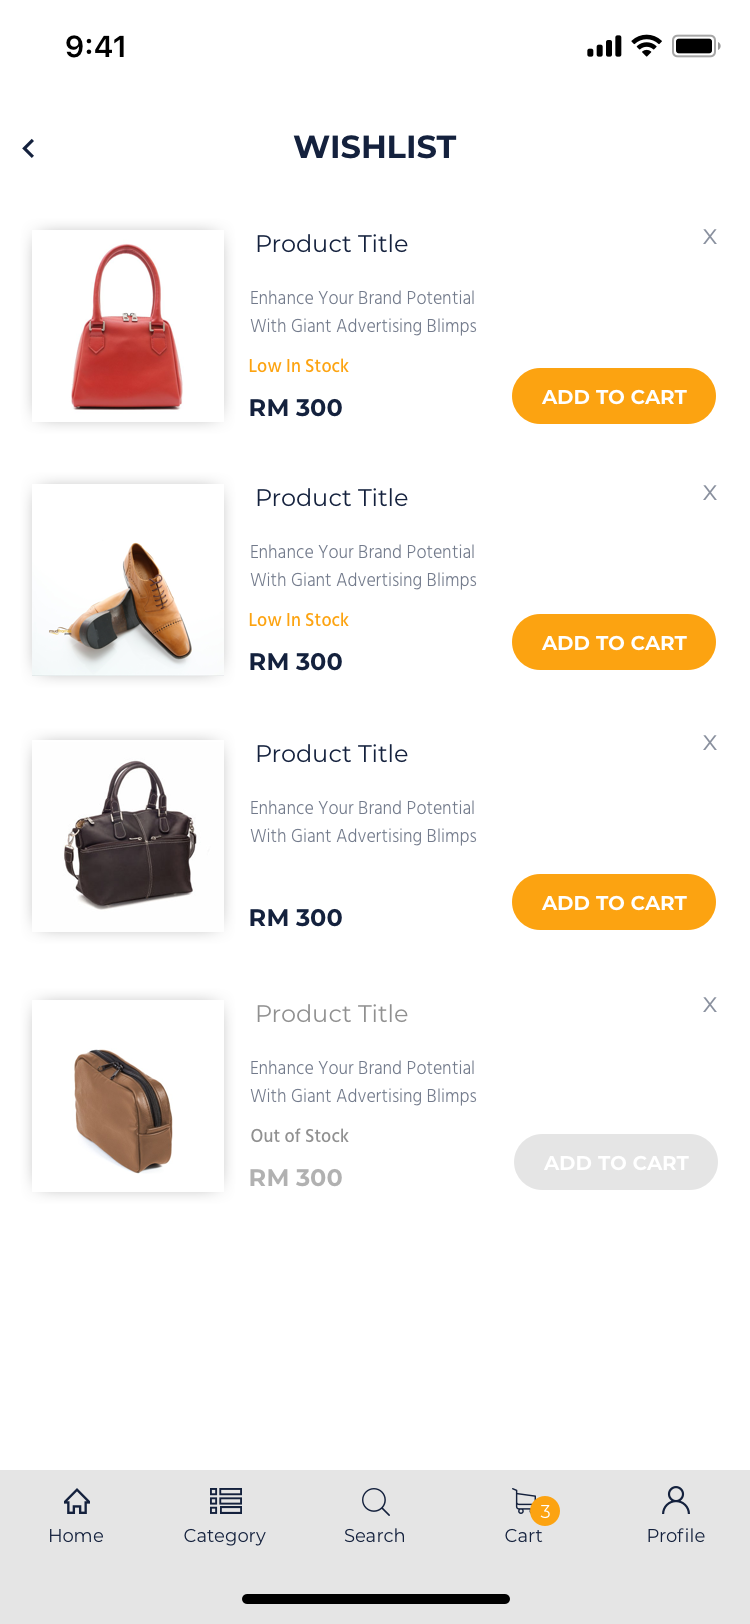 9:41
WISHLIST
Product Title
X
Enhance Your Brand Potential
With Giant Advertising Blimps
Low In Stock
RM 300
ADD TO CART
Product Title
X
Enhance Your Brand Potential
With Giant Advertising Blimps
Low In Stock
RM 300
ADD TO CART
Product Title
X
Enhance Your Brand Potential
With Giant Advertising Blimps
RM 300
ADD TO CART
Product Title
X
Enhance Your Brand Potential
With Giant Advertising Blimps
Out of Stock
RM 300
ADD TO CART
3
Home Category Search Cart Profile